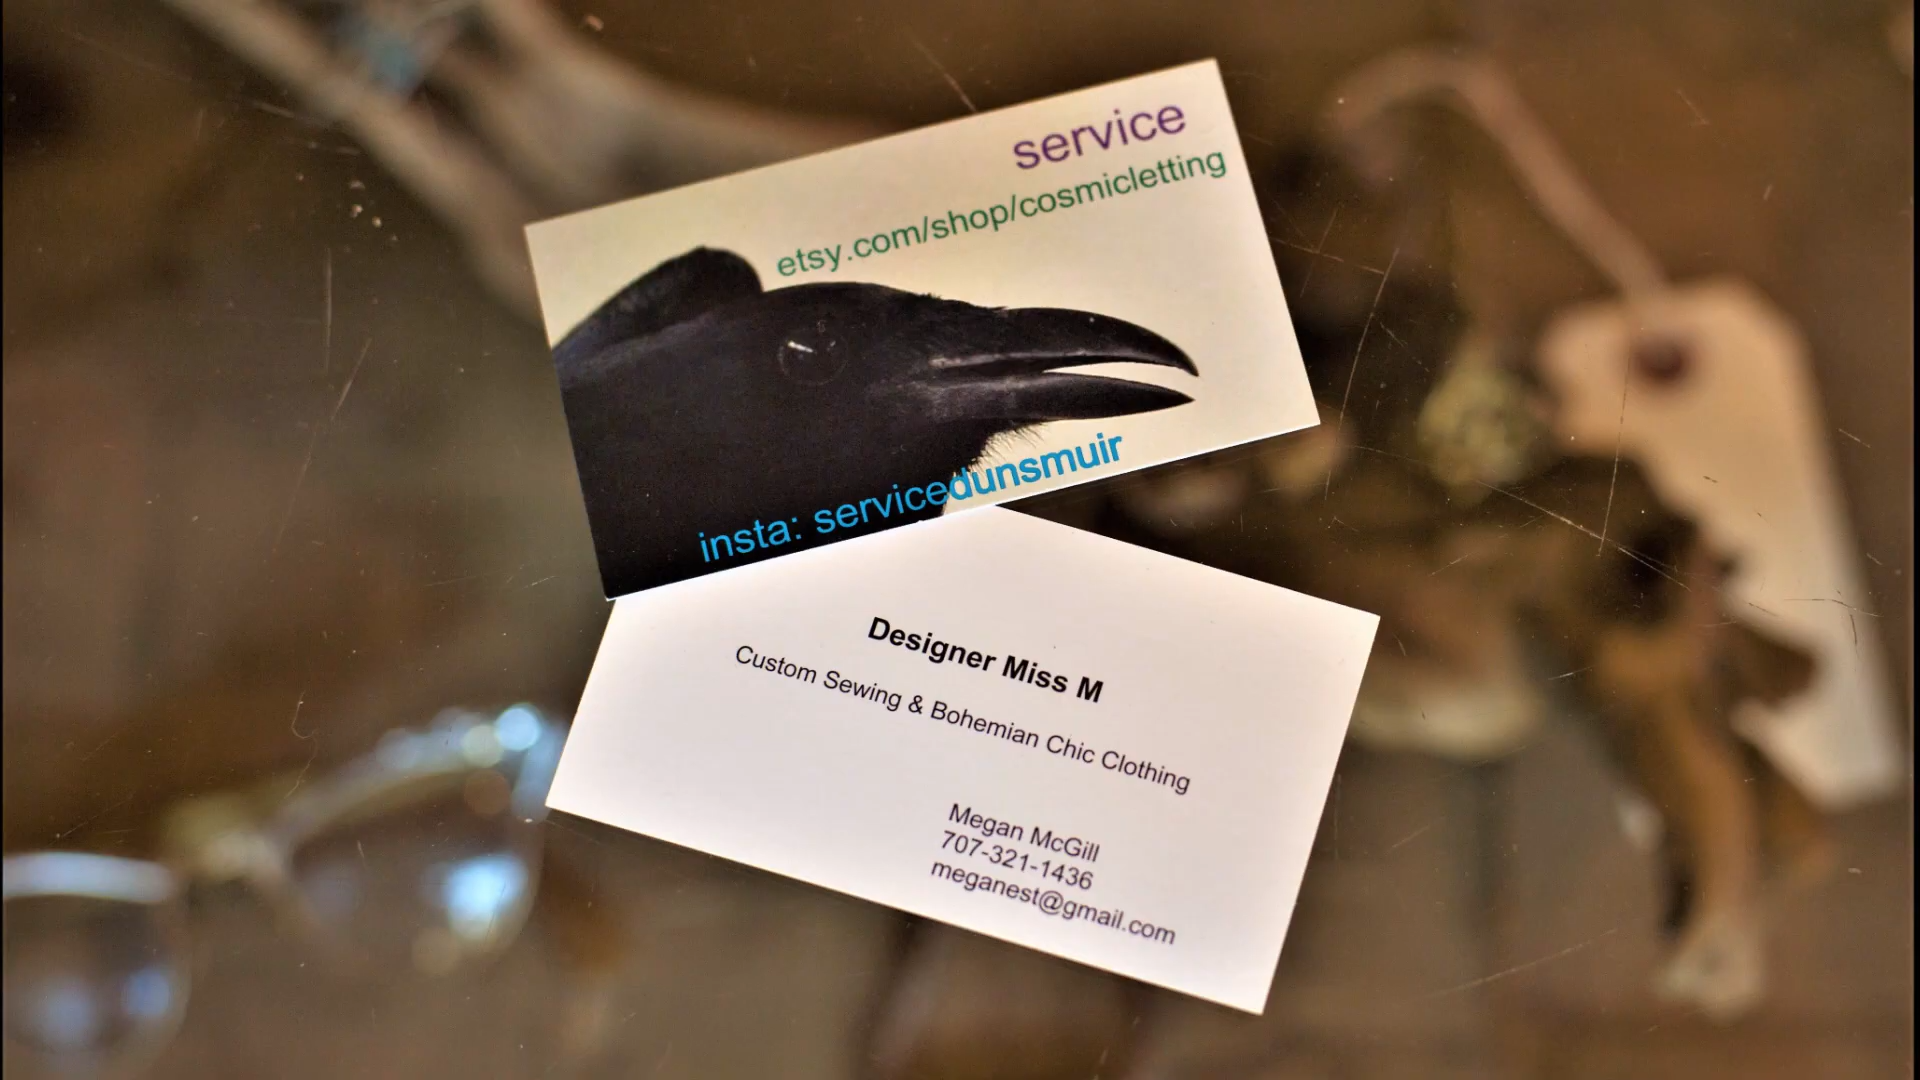 service
etsy.com/shop/cosmicletting
insta: servicedunsmuir
Designer Miss M
Custom Sewing & Bohemian Chic Clothing
Megan McGill
707-321-1436
meganest@gmail.com